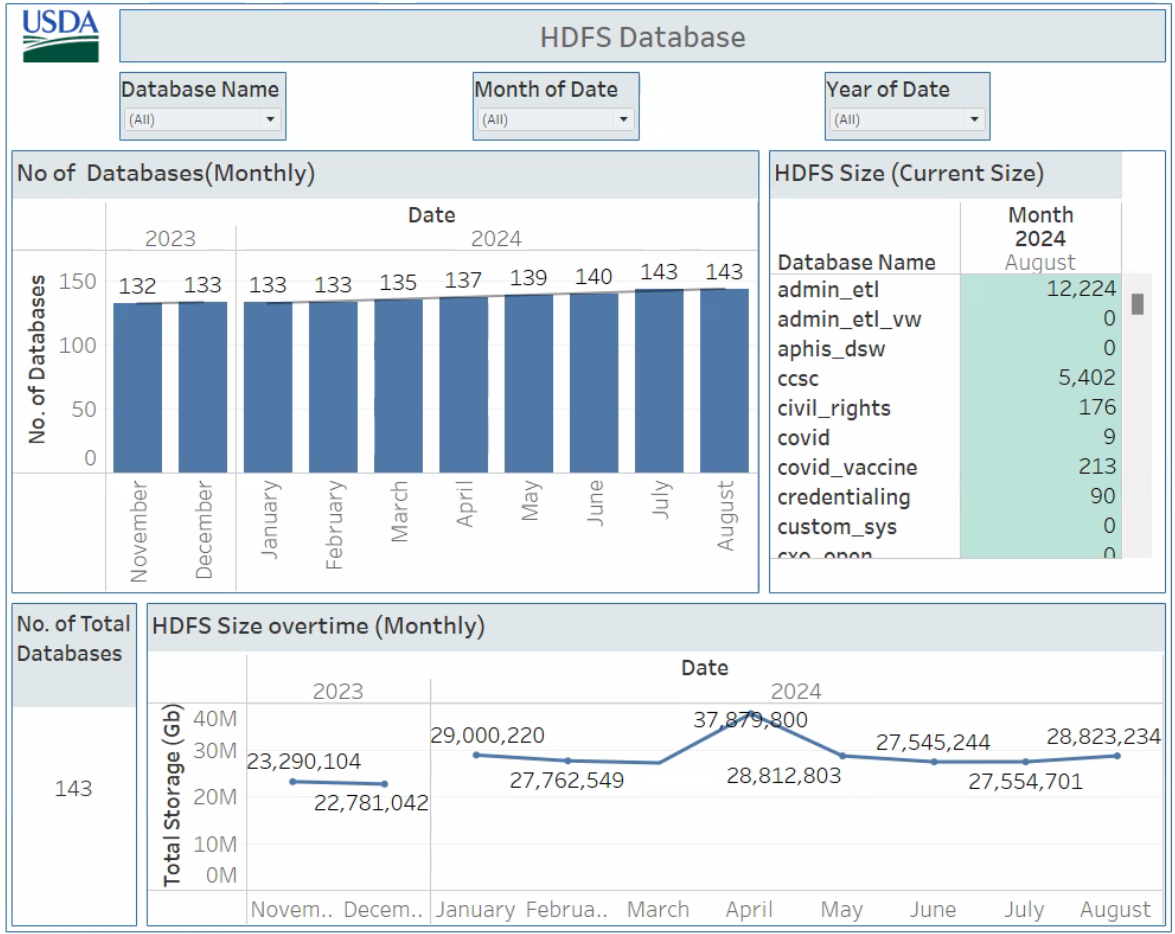 USDA
HDFS Database
Database Name
(All)
Month of Date
(All)
Year of Date
(All)
No of Databases(Monthly)
Date
2023 2024
No. of Databases
150
100
50
0
132 133 133 133 135 137 139 140 143 143
November December January February March April May June July August
HDFS Size (Current Size)
Month
2024
Database Name August
admin_etl 12,224
admin_etl_vw 0
aphis_dsw 0
ccsc 5,402
civil_rights 176
covid 9
covid_vaccine 213
credentialing 90
custom_sys 0
cxo_open 0
No. of Total
Databases
143
HDFS Size overtime (Monthly)
Date
2023 2024
Total Storage (Gb)
40M
30M
20M
10M
0M
23,290,104
22,781,042
29,000,220
27,762,549
37,879,800
28,812,803
27,545,244
27,554,701
28,823,234
Novem.. Decem.. January Februa.. March April May June July August